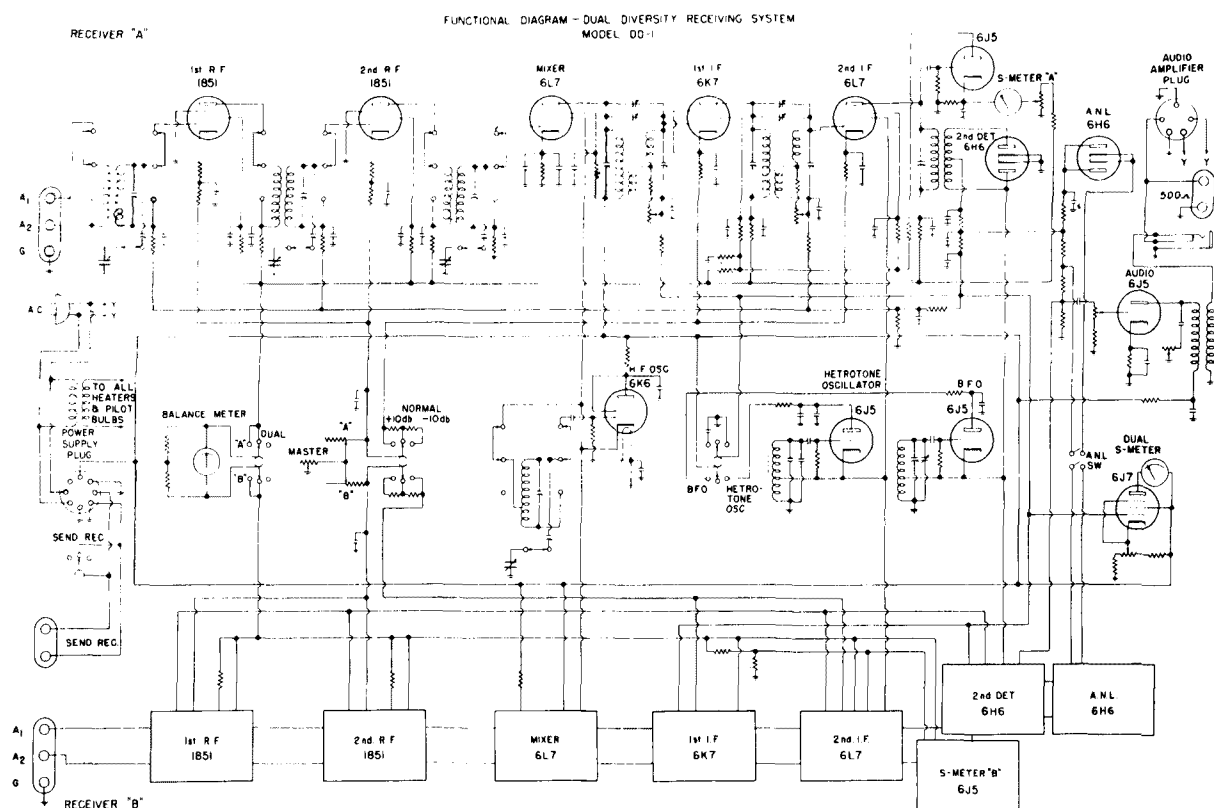 FUNCTIONAL DIAGRAM - DUAL DIVERSITY RECEIVING SYSTEM
MODEL DD-1
RECEIVER "A"
1st R.F
1851
2nd R F
1851
MIXER
6L7
1st I.F
6K7
2nd I.F
6L7
6J5
S-METER "A"
2nd DET
6H6
A N L
6H6
AUDIO
AMPLIFIER
PLUG
Y
Y
500Ω
A1
A2
G
A C
Y
Y
AUDIO
6J5
TO ALL
HEATERS
& PILOT
BULBS
POWER
SUPPLY
PLUG
BALANCE METER
"A"
DUAL
"B"
"A"
MASTER
"B"
NORMAL
+10db -10db
H F OSC
6K6
HETROTONE
OSCILLATOR
6J5
B F O
6J5
BFO
HETRO-
TONE
OSC
ANL
SW
DUAL
S-METER
6J7
SEND REC
SEND REC.
A1
A2
G
RECEIVER "B"
1st R F
1851
2nd. R F
1851
MIXER
6L7
1st I.F
6K7
2nd I.F.
6L7
2nd DET
6H6
A.N.L.
6H6
S-METER "B"
6J5